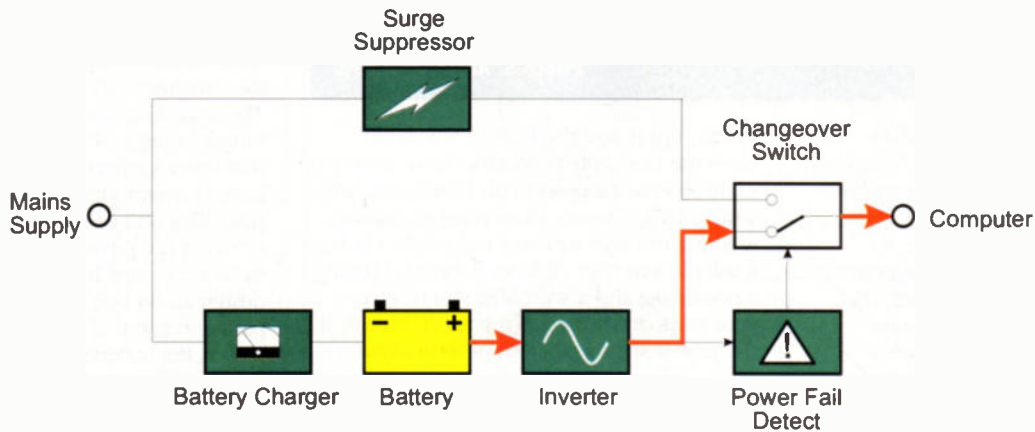 Surge
Suppressor
Changeover
Switch
Mains
Supply
Computer
Battery Charger
Battery
Inverter
Power Fail
Detect